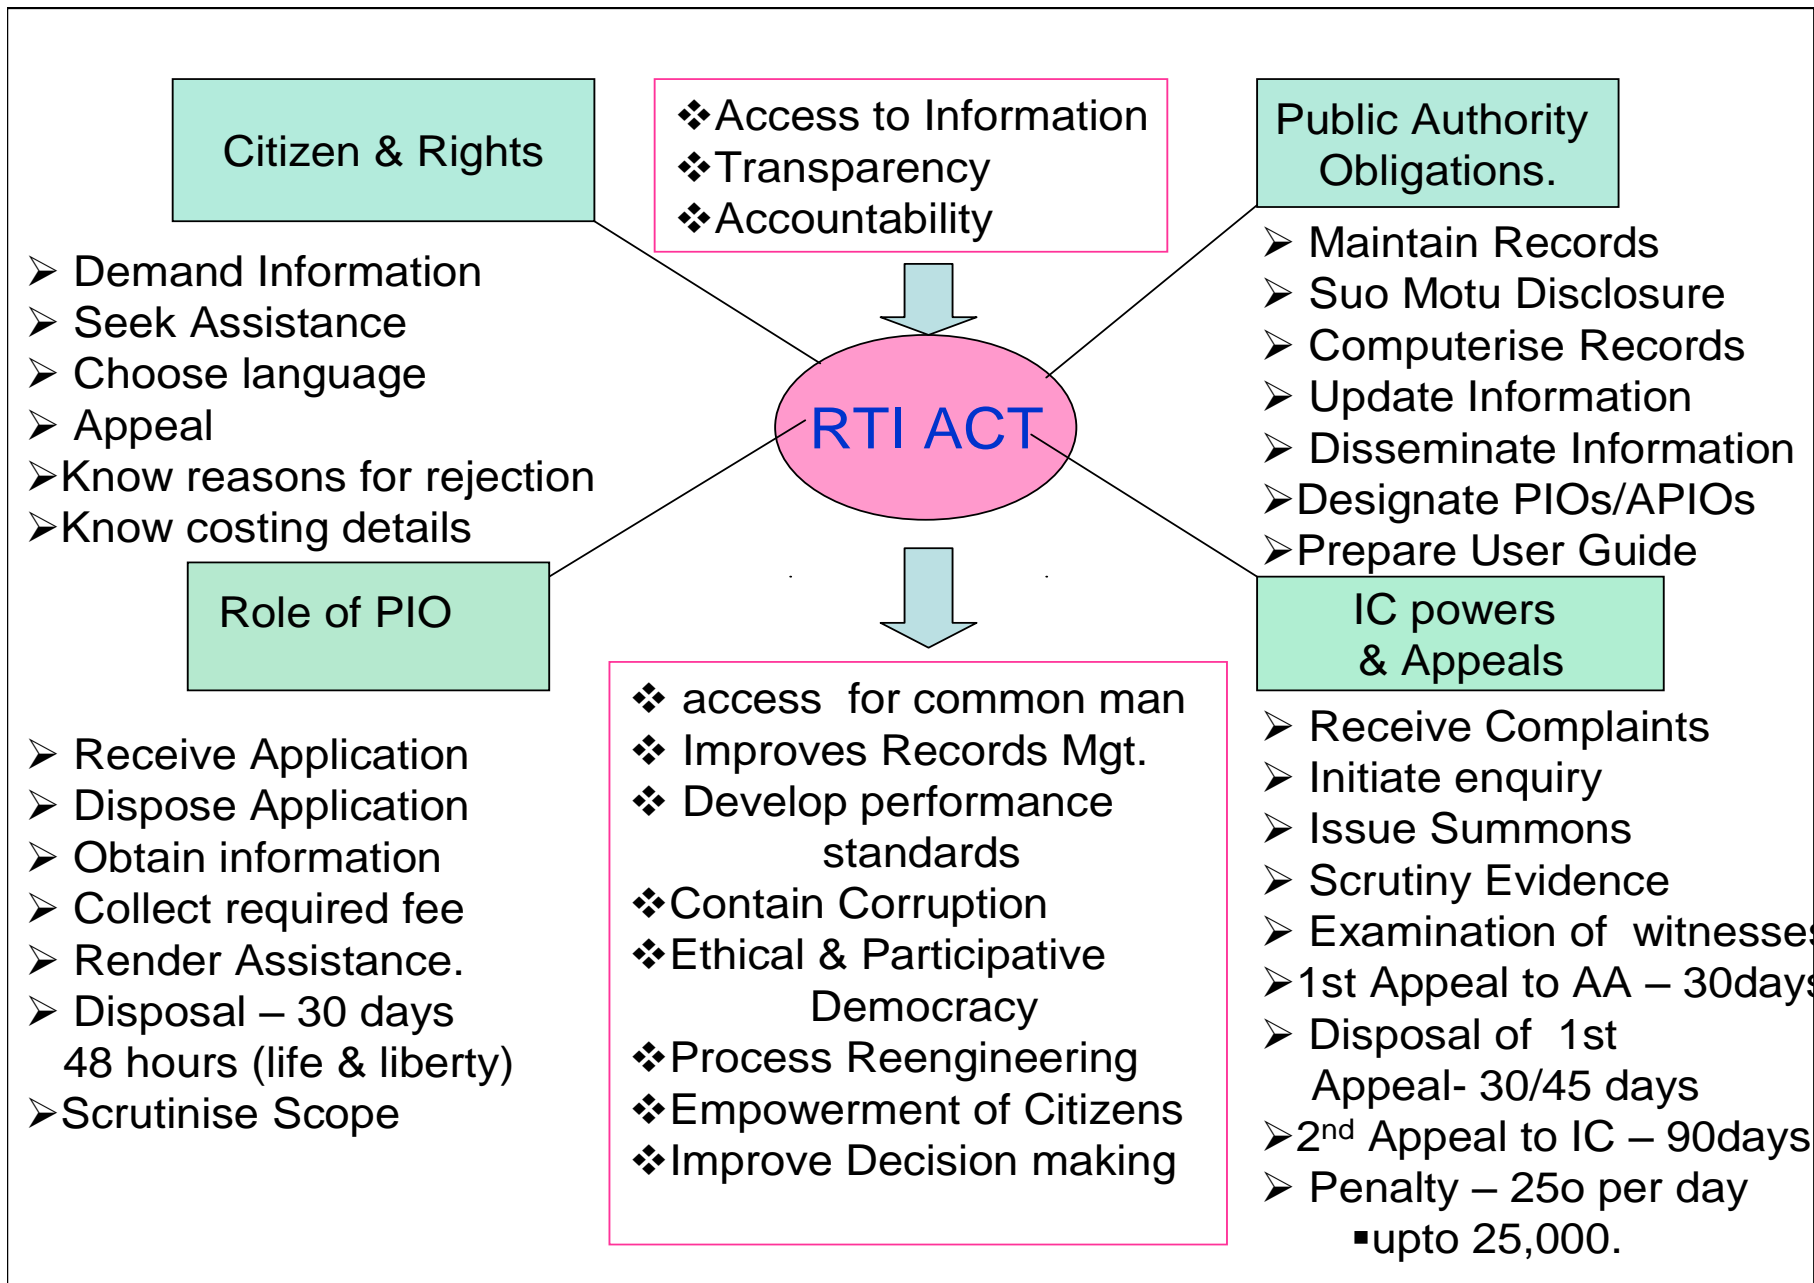 Citizen & Rights
➢ Demand Information
➢ Seek Assistance
➢ Choose language
➢ Appeal
➢Know reasons for rejection
➢Know costing details
❖Access to Information
❖Transparency
❖Accountability
Public Authority
Obligations.
➢ Maintain Records
➢ Suo Motu Disclosure
➢ Computerise Records
➢ Update Information
➢ Disseminate Information
➢Designate PIOs/APIOs
➢Prepare User Guide
RTI ACT
Role of PIO
➢ Receive Application
➢ Dispose Application
➢ Obtain information
➢ Collect required fee
➢ Render Assistance.
➢ Disposal – 30 days
48 hours (life & liberty)
➢Scrutinise Scope
❖ access for common man
❖ Improves Records Mgt.
❖ Develop performance
standards
❖Contain Corruption
❖Ethical & Participative
Democracy
❖Process Reengineering
❖Empowerment of Citizens
❖Improve Decision making
IC powers
& Appeals
➢ Receive Complaints
➢ Initiate enquiry
➢ Issue Summons
➢ Scrutiny Evidence
➢ Examination of witnesses
➢1st Appeal to AA – 30days
➢ Disposal of 1st
Appeal- 30/45 days
➢2nd Appeal to IC – 90days
➢ Penalty – 25o per day
▪upto 25,000.